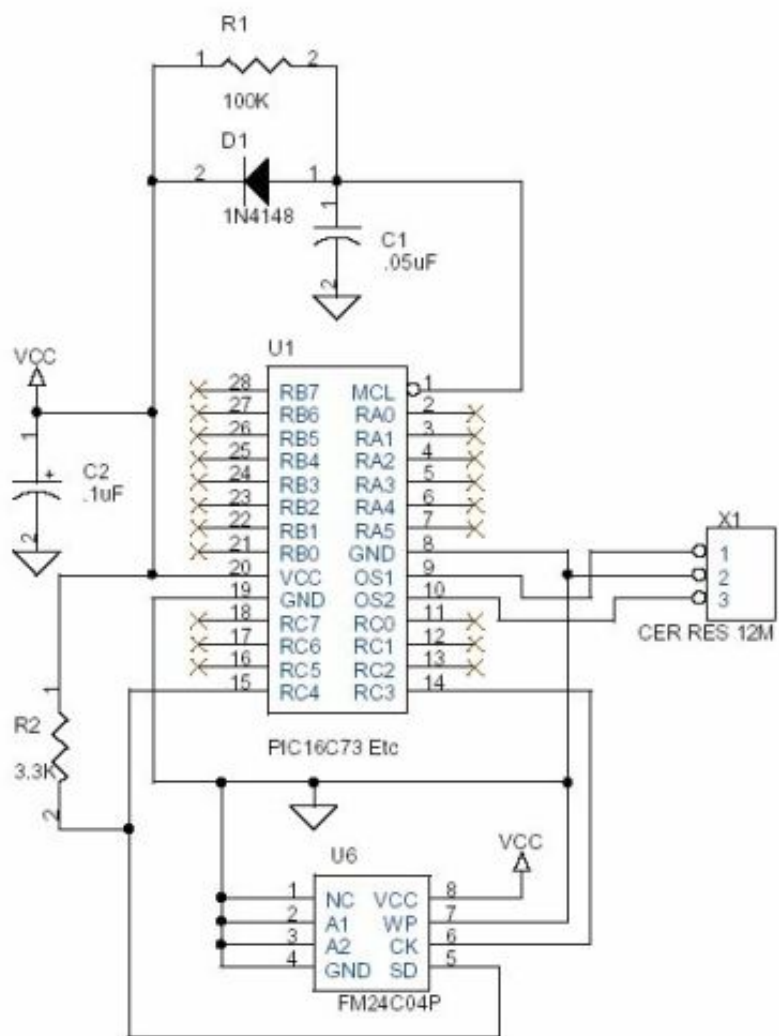 R1
1 2
100K
D1
2 1
1N4148
1
C1
.05uF
2
VCC
1
C2
+
.1uF
2
U1
28 RB7 MCL 1
27 RB6 RA0 2
26 RB5 RA1 3
25 RB4 RA2 4
24 RB3 RA3 5
23 RB2 RA4 6
22 RB1 RA5 7
21 RB0 GND 8
20 VCC OS1 9
19 GND OS2 10
18 RC7 RC0 11
17 RC6 RC1 12
16 RC5 RC2 13
15 RC4 RC3 14
PIC16C73 Etc
X1
1
2
3
CER RES 12M
1
R2
3.3K
2
VCC
U6
1 NC VCC 8
2 A1 WP 7
3 A2 CK 6
4 GND SD 5
FM24C04P